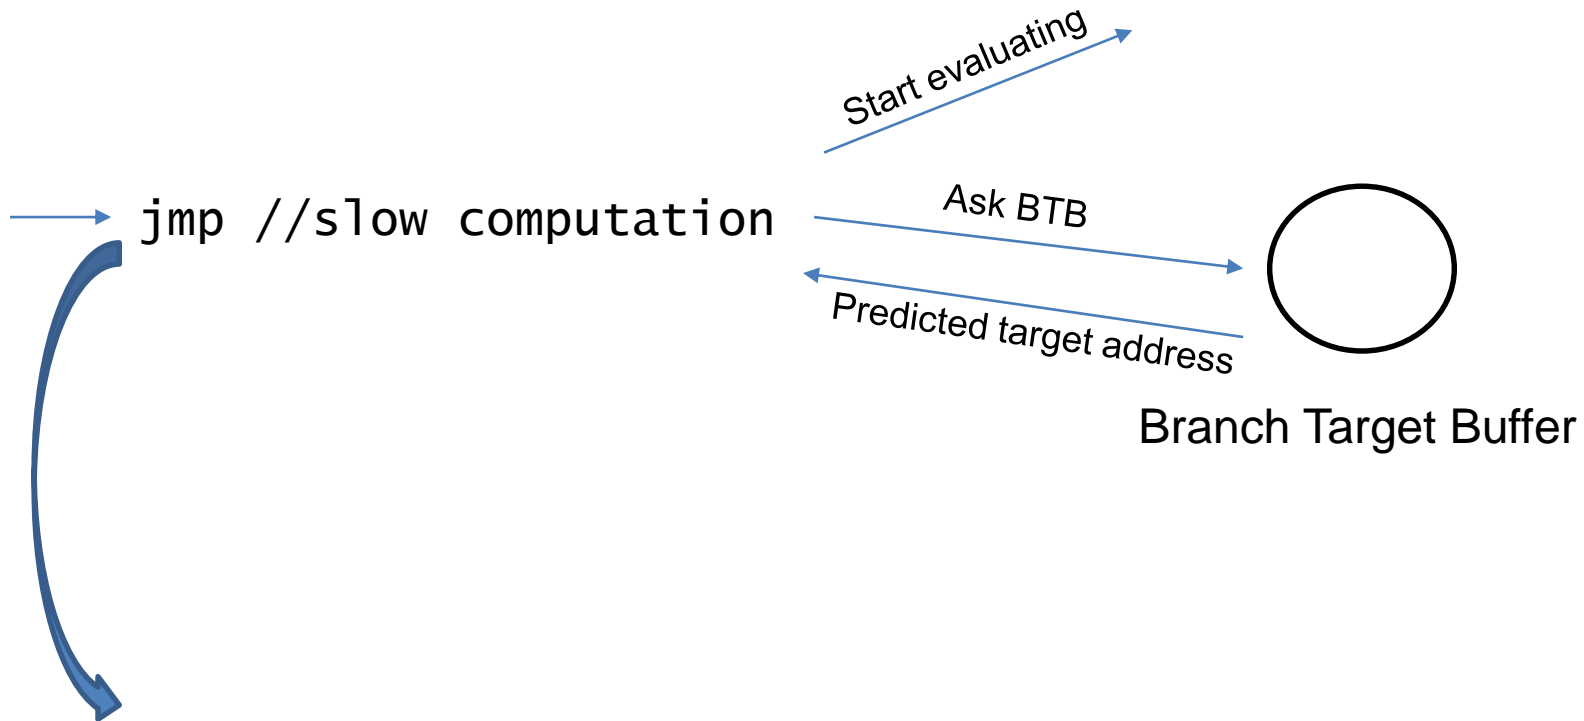 Start evaluating
jmp //slow computation
Ask BTB
Predicted target address
Branch Target Buffer